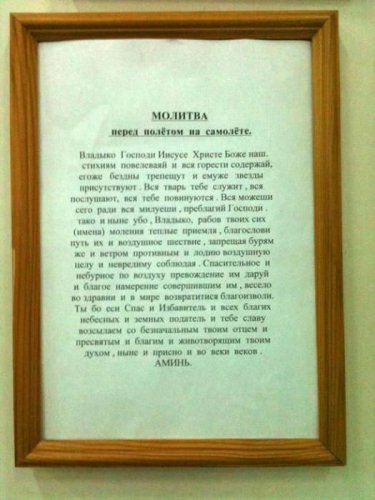 МОЛИТВА
перед полётом на самолёте.
Владыко Господи Иисусе Христе Боже наш.
стихиям повелеваяй и вся горести содержай,
егоже бездны трепещут и емуже звезды
присутствуют . Вся тварь тебе служит , вся
послушают, вся тебе повинуются . Вся можеши
сего ради вся милуеши , преблагий Господи .
тако и ныне убо , Владыко, рабов твоих сих
(имена) моления теплые приемля , благослови
путь их и воздушное шествие , запрещая бурям
же и ветром противным и лодию воздушную
целу и невредиму соблюдая . Спасительное и
небурное по воздуху превождение им даруй
и благое намерение совершившим им , весело
во здравии и в мире возвратитися благоизволи.
Ты бо еси Спас и Избавитель и всех благих
небесных и земных податель и тебе славу
возсылаем со безначальным твоим отцем и
пресвятым и благим и животворящим твоим
духом , ныне и присно и во веки веков .
АМИНЬ.